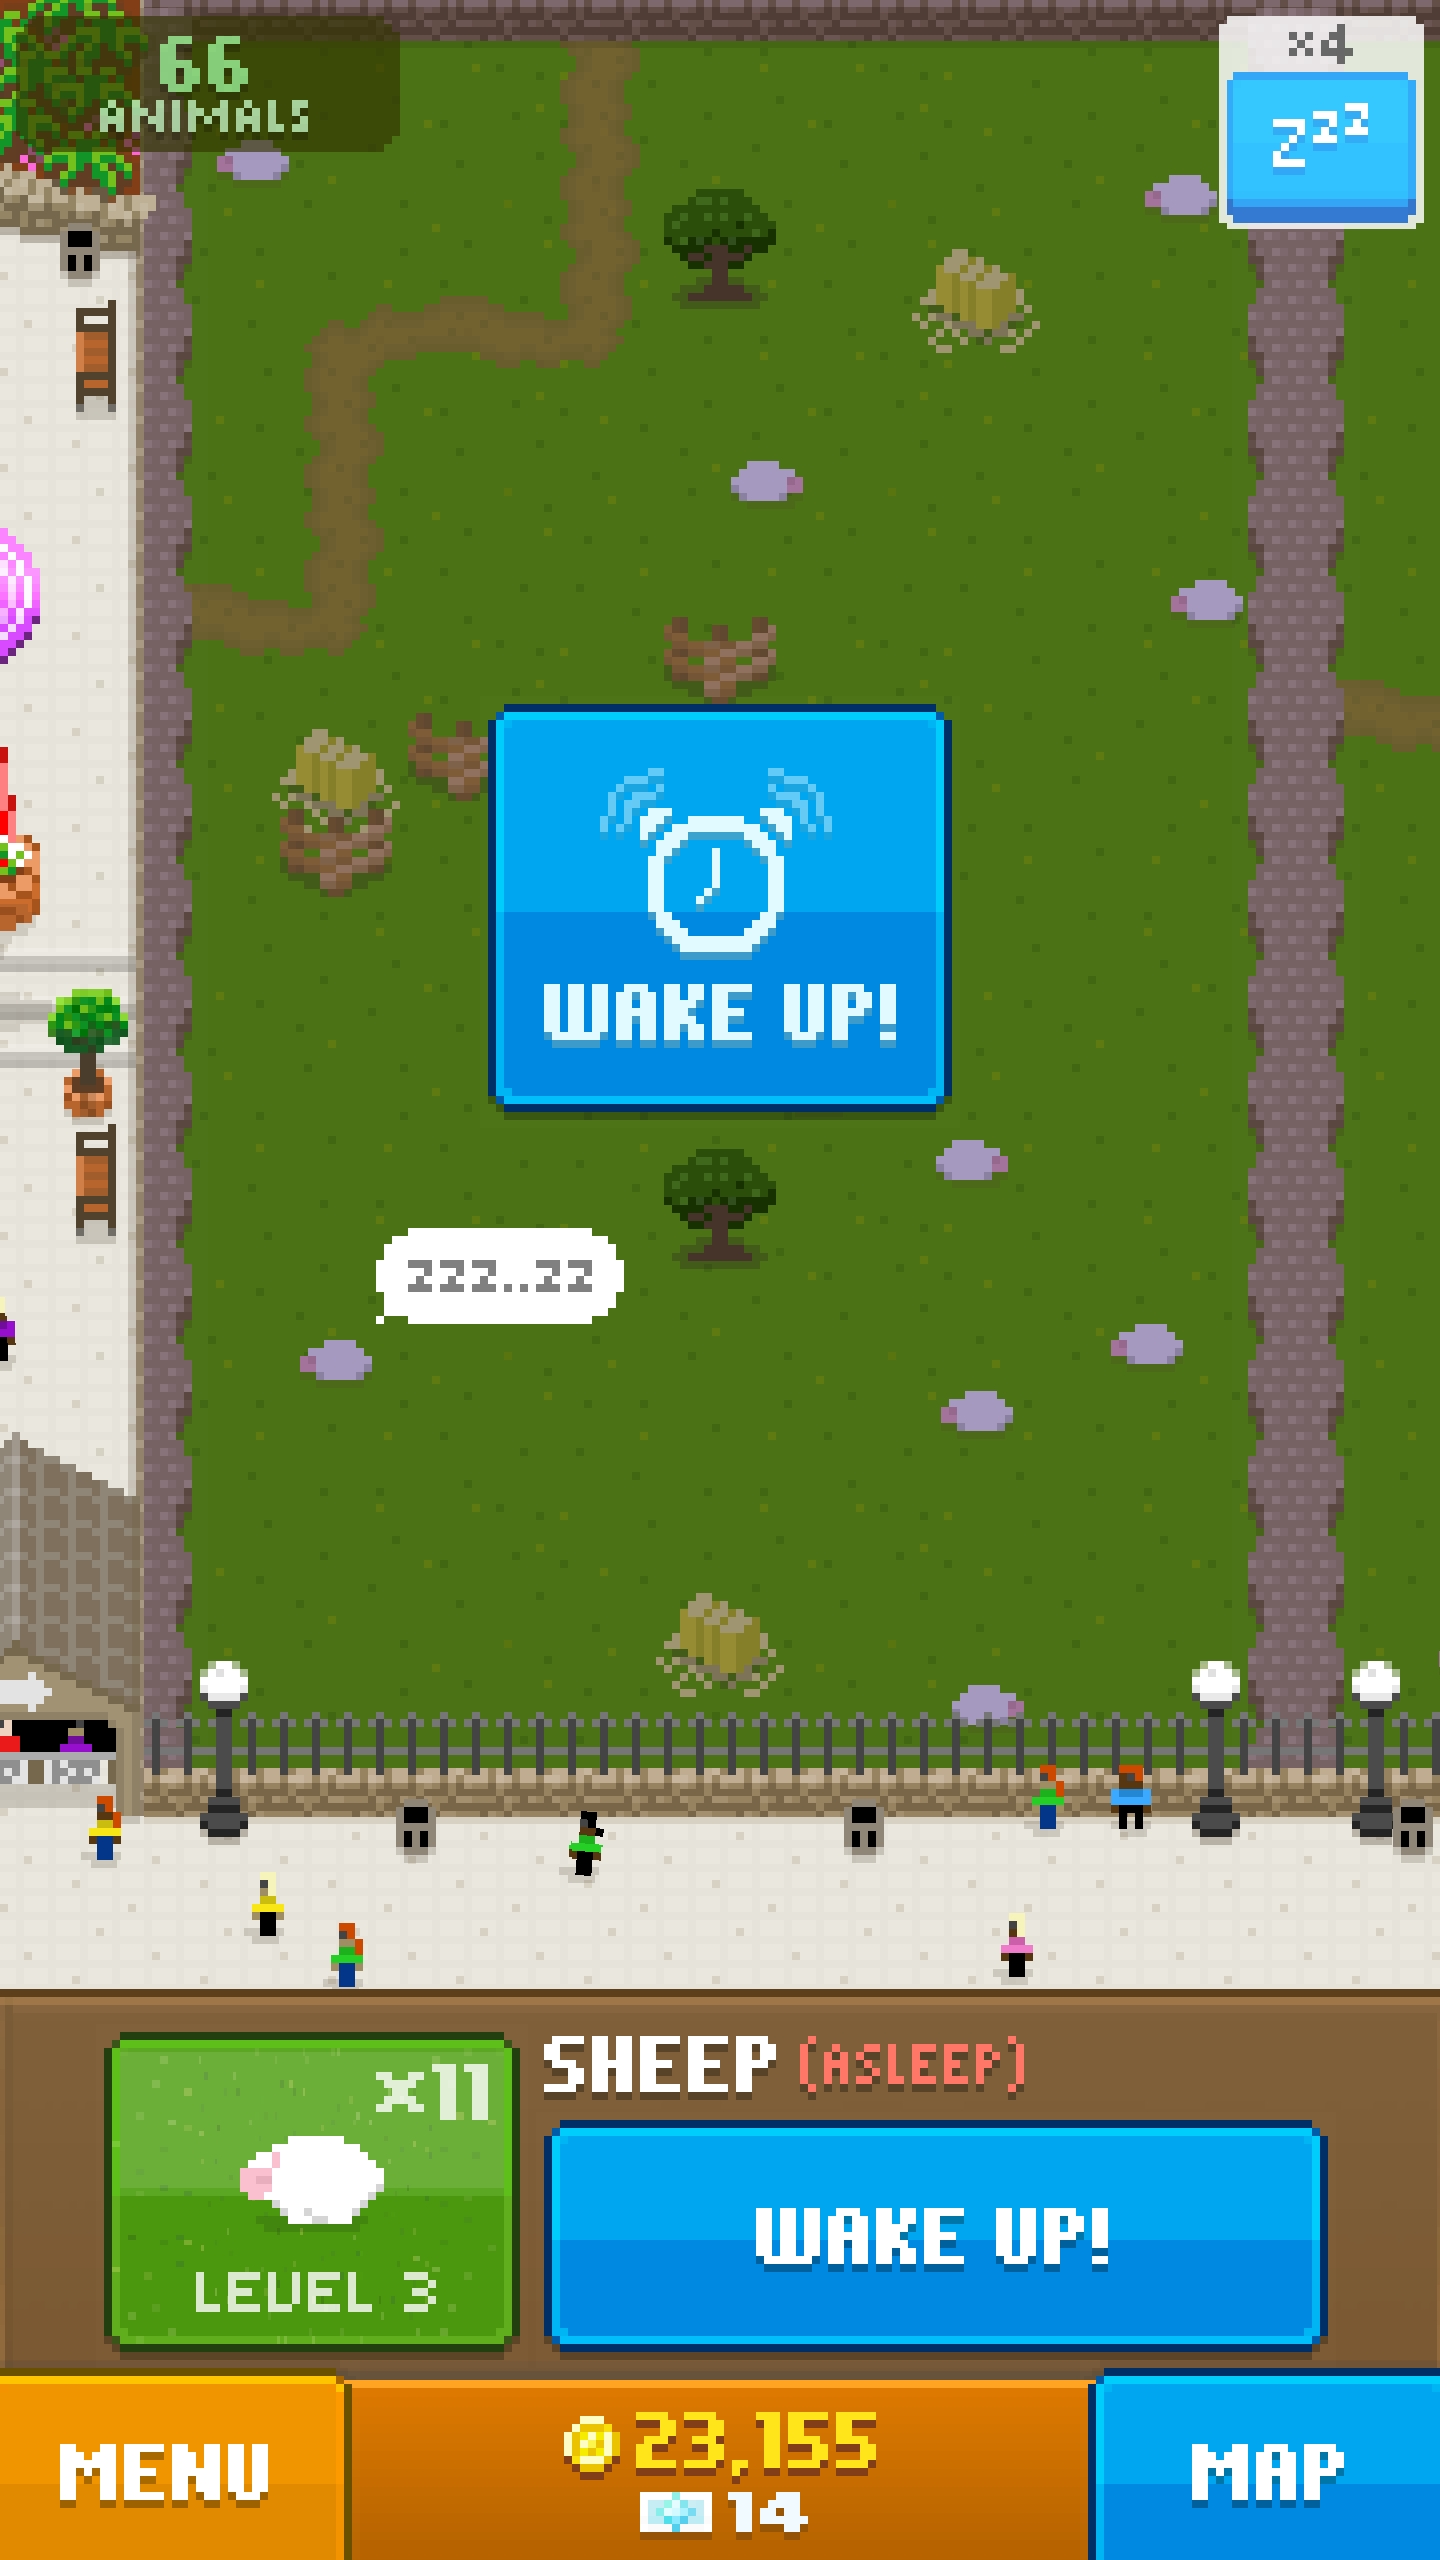 66
ANIMALS
x4
zzz
WAKE UP!
zzz..zz
SHEEP (ASLEEP)
x11
LEVEL 3
WAKE UP!
MENU
23,155
14
MAP